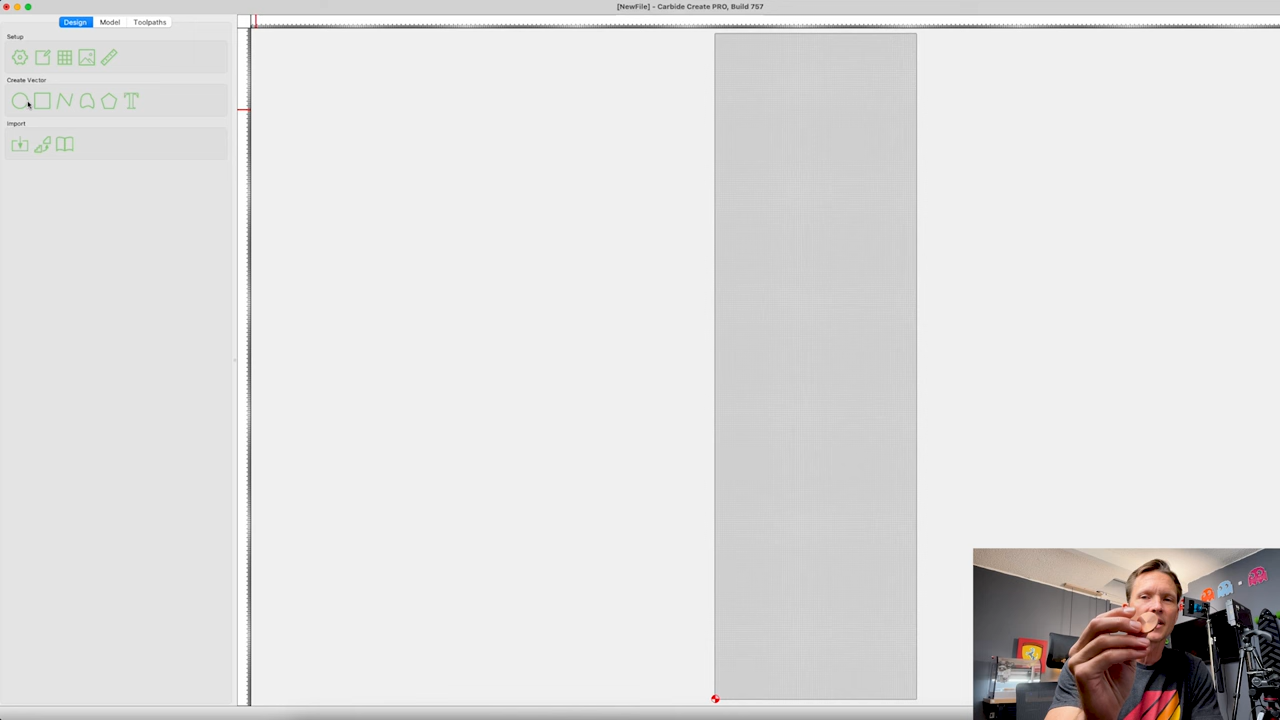 [NewFile] - Carbide Create PRO, Build 757
Design Model Toolpaths
Setup
Create Vector
Import